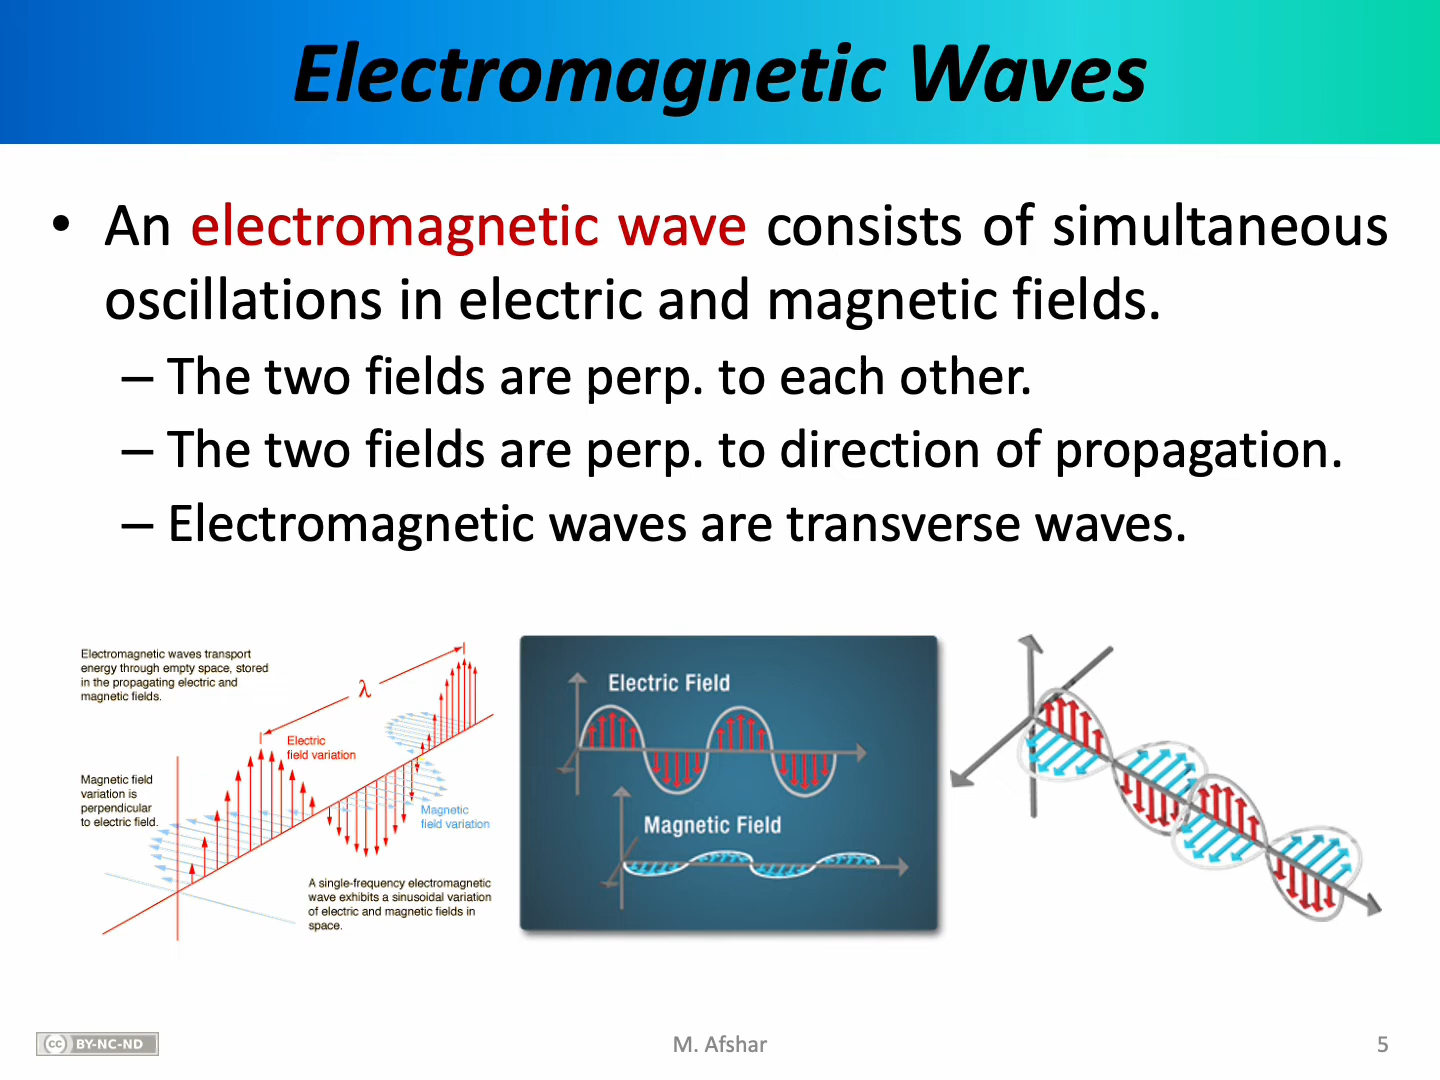 Electromagnetic Waves
• An electromagnetic wave consists of simultaneous
oscillations in electric and magnetic fields.
– The two fields are perp. to each other.
– The two fields are perp. to direction of propagation.
– Electromagnetic waves are transverse waves.
Electromagnetic waves transport
energy through empty space, stored
in the propagating electric and
magnetic fields.
λ
Electric
field variation
Magnetic field
variation is
perpendicular
to electric field.
Magnetic
field variation
A single-frequency electromagnetic
wave exhibits a sinusoidal variation
of electric and magnetic fields in
space.
Electric Field
Magnetic Field
cc BY-NC-ND
M. Afshar
5